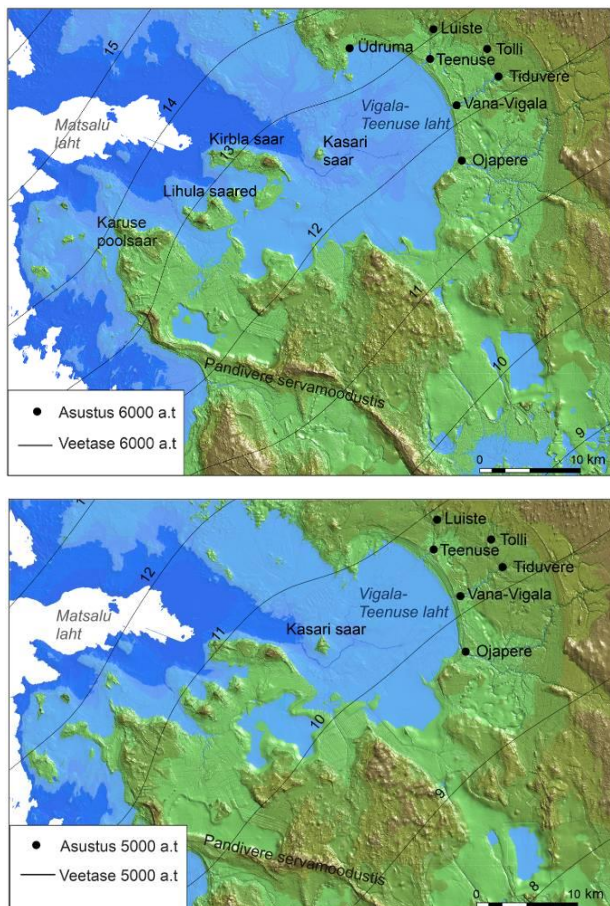 Luiste
Tolli
Udruma
Teenuse
15
Tiduvere
14
Vigala-
Teenuse laht
Vana-Vigala
Matsalu
laht
Kirbla saar
Kasari
saar
13
Ojapere
Lihula saared
Karuse
poolsaar
12
11
10
Pandivere servamoodustis
9
Asustus 6000 a.t
Veetase 6000 a.t
0
10 km
Luiste
Tolli
Teenuse
12
Tiduvere
Vigala-
Teenuse laht
Vana-Vigala
Matsalu
laht
11
Kasari saar
Ojapere
10
9
Pandivere servamoodustis
8
Asustus 5000 a.t
Veetase 5000 a.t
0
10 km